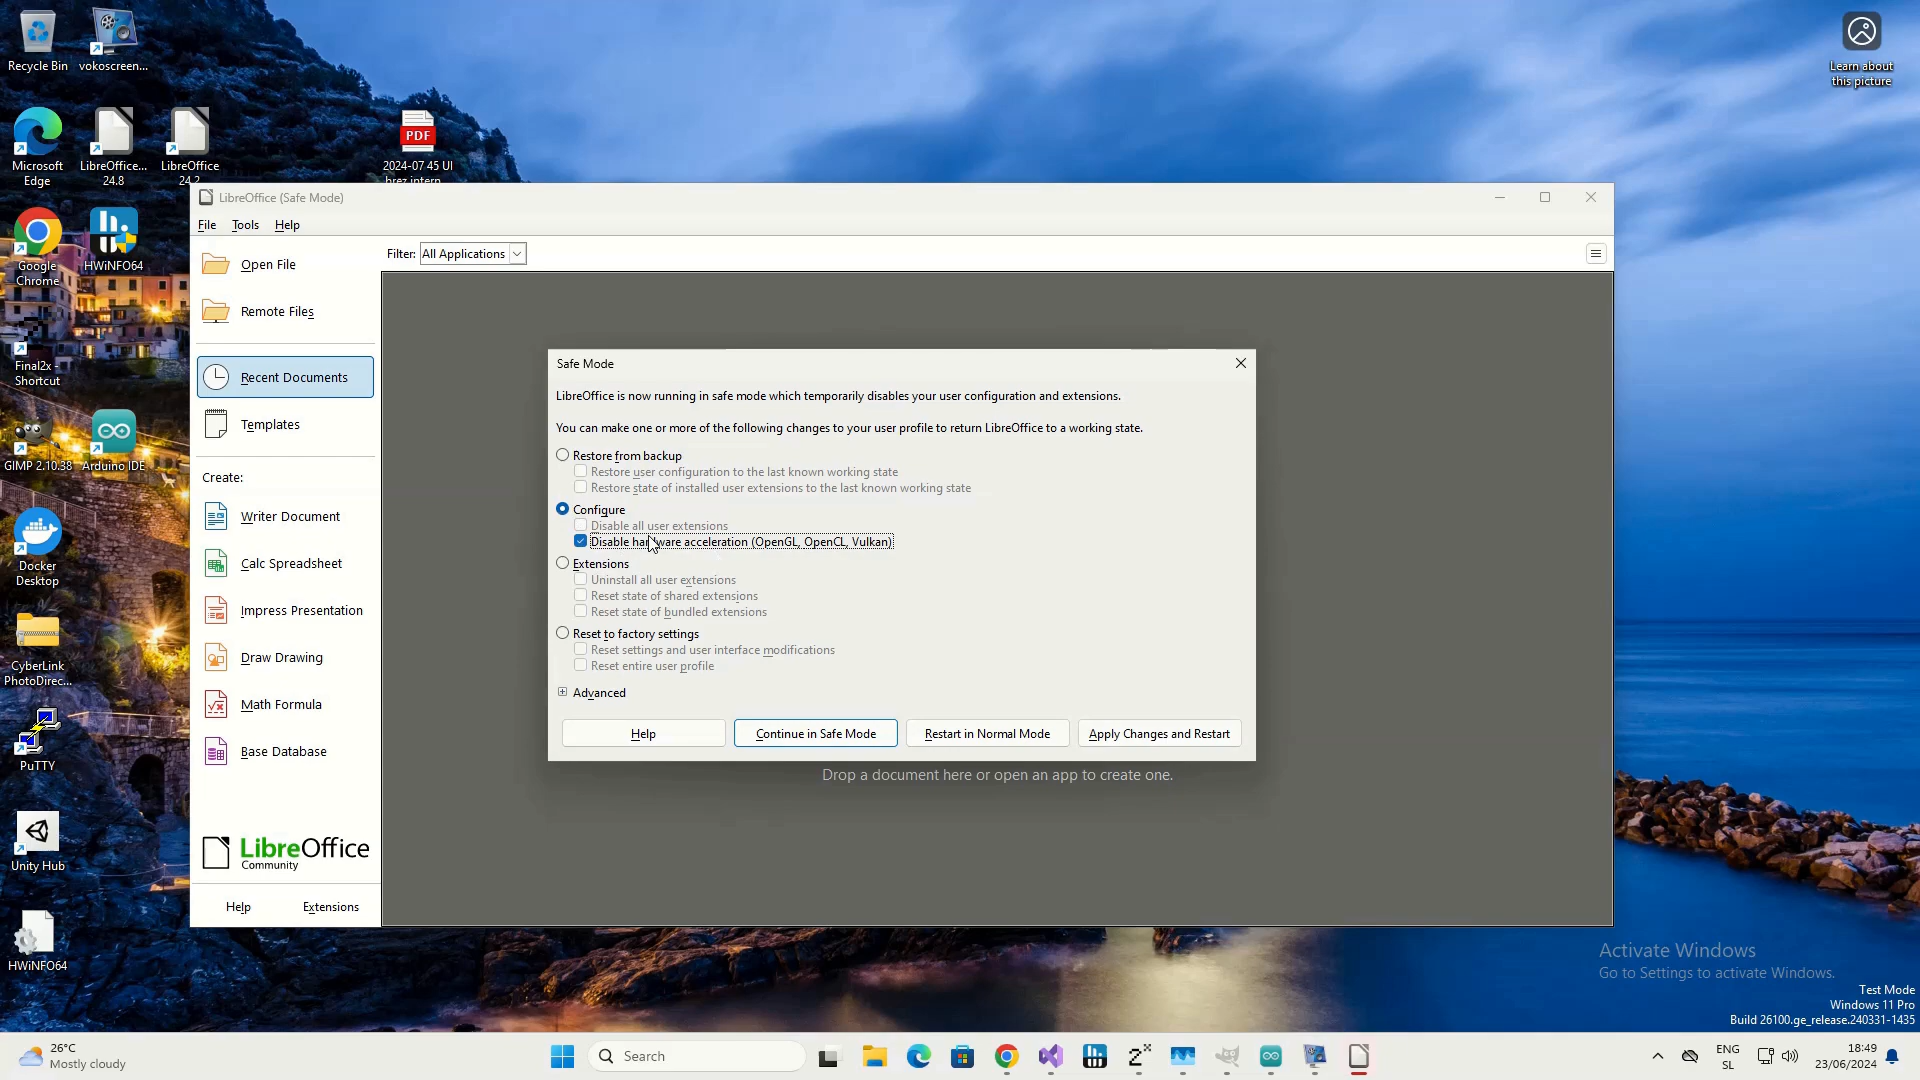 Recycle Bin
vokoscreen...
Learn about
this picture
Microsoft
Edge
LibreOffice...
24.8
LibreOffice
24.2
PDF
2024-07 45 UI
brez intern
Google
Chrome
HWiNFO64
Final2x -
Shortcut
GIMP 2.10.38
Arduino IDE
Docker
Desktop
CyberLink
PhotoDirec...
PuTTY
Unity Hub
HWiNFO64
LibreOffice (Safe Mode)
File Tools Help
Filter: All Applications
Open File
Remote Files
Recent Documents
Templates
Create:
Writer Document
Calc Spreadsheet
Impress Presentation
Draw Drawing
Math Formula
Base Database
LibreOffice
Community
Help Extensions
Safe Mode
LibreOffice is now running in safe mode which temporarily disables your user configuration and extensions.
You can make one or more of the following changes to your user profile to return LibreOffice to a working state.
Restore from backup
Restore user configuration to the last known working state
Restore state of installed user extensions to the last known working state
Configure
Disable all user extensions
Disable hardware acceleration (OpenGL, OpenCL, Vulkan)
Extensions
Uninstall all user extensions
Reset state of shared extensions
Reset state of bundled extensions
Reset to factory settings
Reset settings and user interface modifications
Reset entire user profile
Advanced
Help Continue in Safe Mode Restart in Normal Mode Apply Changes and Restart
Drop a document here or open an app to create one.
Activate Windows
Go to Settings to activate Windows.
Test Mode
Windows 11 Pro
Build 26100.ge_release.240331-1435
26°C
Mostly cloudy
Search
ENG
SL
18:49
23/06/2024